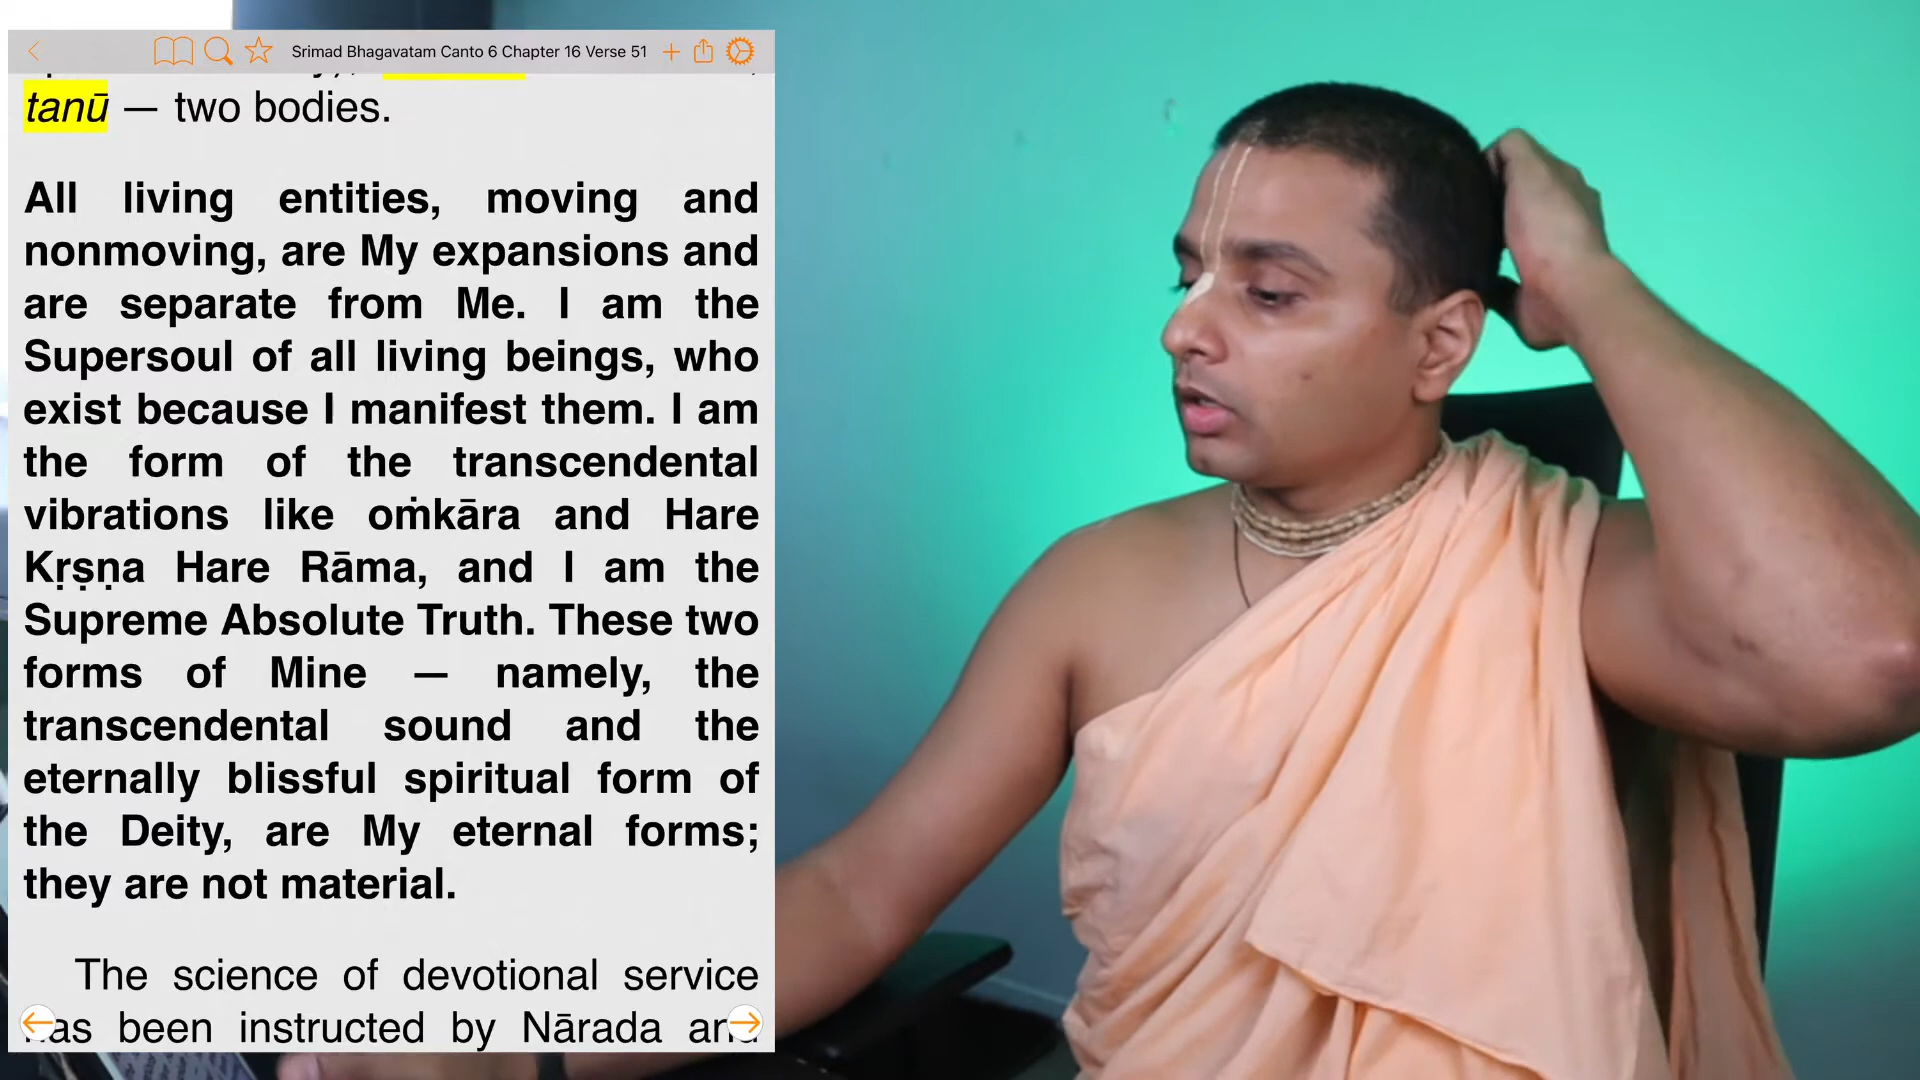 Srimad Bhagavatam Canto 6 Chapter 16 Verse 51
tanū — two bodies.
All living entities, moving and
nonmoving, are My expansions and
are separate from Me. I am the
Supersoul of all living beings, who
exist because I manifest them. I am
the form of the transcendental
vibrations like oṁkāra and Hare
Kṛṣṇa Hare Rāma, and I am the
Supreme Absolute Truth. These two
forms of Mine — namely, the
transcendental sound and the
eternally blissful spiritual form of
the Deity, are My eternal forms;
they are not material.
The science of devotional service
has been instructed by Nārada and